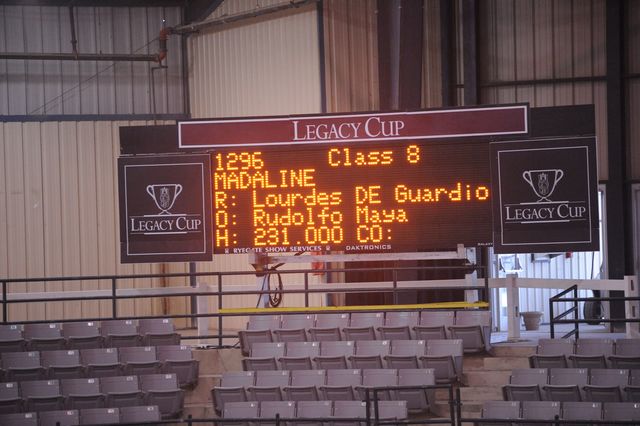 LEGACY CUP
1296 Class 8
MADALINE
R: Lourdes DE Guardio
O: Rudolfo Maya
H: 231.000 CO:
RYEGATE SHOW SERVICES DAKTRONICS
LEGACY CUP
LEGACY CUP